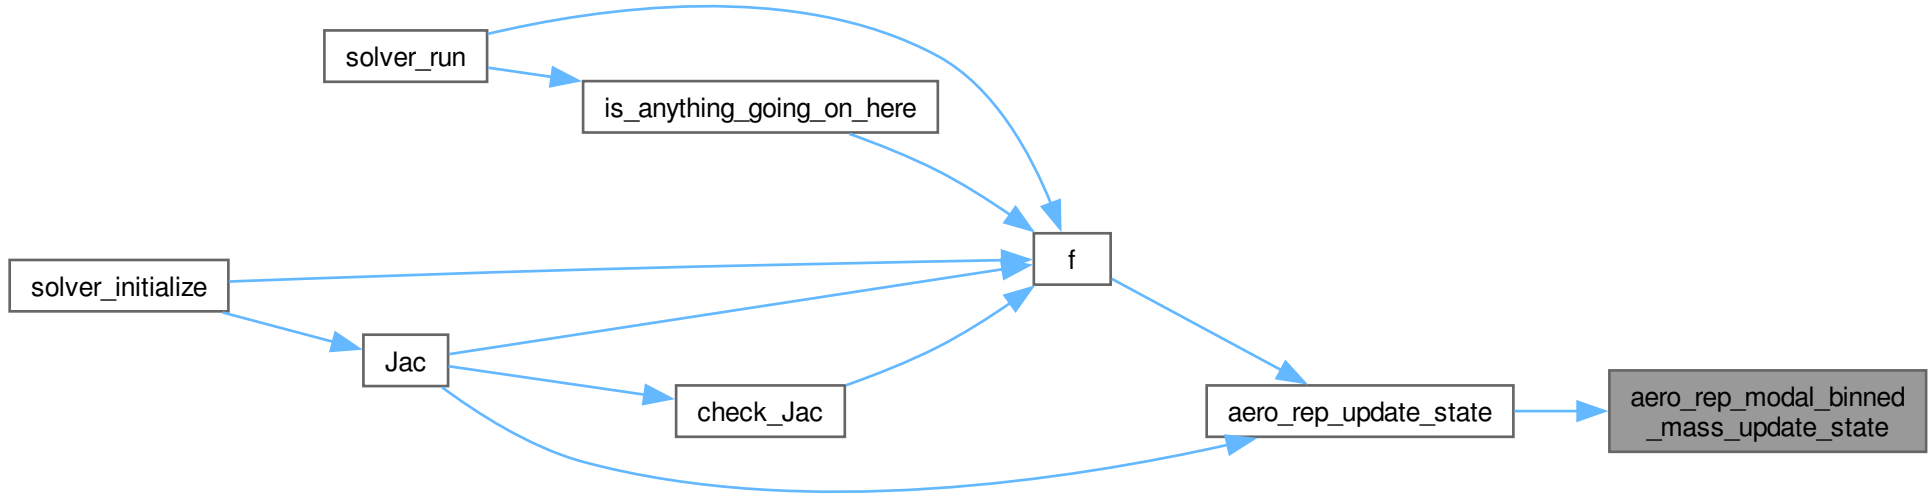 solver_run
is_anything_going_on_here
f
solver_initialize
Jac
check_Jac
aero_rep_update_state
aero_rep_modal_binned
_mass_update_state